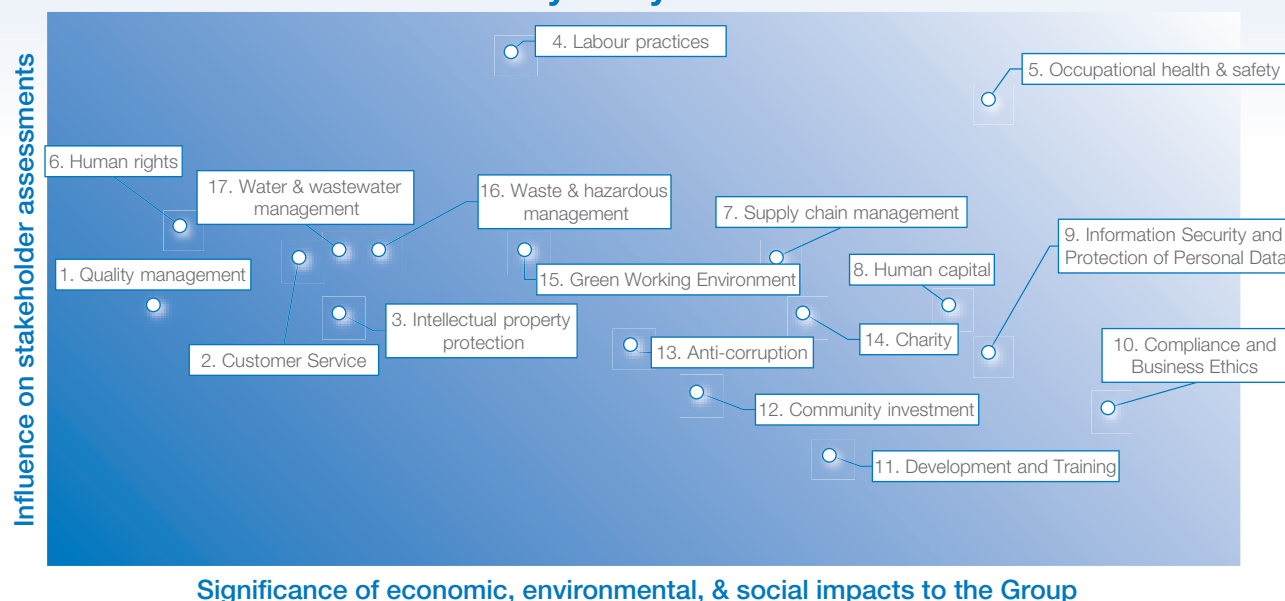 4. Labour practices
5. Occupational health & safety
6. Human rights
17. Water & wastewater
management
16. Waste & hazardous
management
7. Supply chain management
9. Information Security and
Protection of Personal Data
1. Quality management
15. Green Working Environment
8. Human capital
3. Intellectual property
protection
2. Customer Service
13. Anti-corruption
14. Charity
10. Compliance and
Business Ethics
12. Community investment
11. Development and Training
Influence on stakeholder assessments
Significance of economic, environmental, & social impacts to the Group